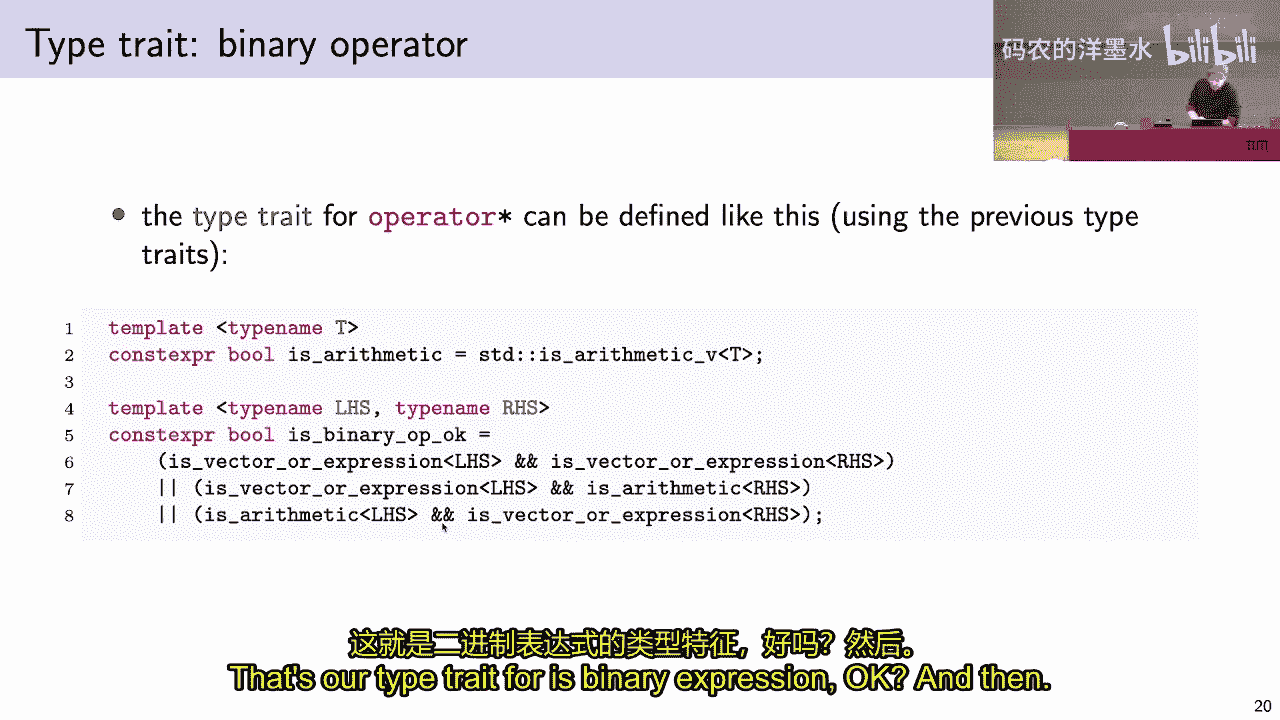 Type trait: binary operator
码农的洋墨水 bilibili
• the type trait for operator* can be defined like this (using the previous type
traits):
1 template <typename T>
2 constexpr bool is_arithmetic = std::is_arithmetic_v<T>;
3
4 template <typename LHS, typename RHS>
5 constexpr bool is_binary_op_ok =
6 (is_vector_or_expression<LHS> && is_vector_or_expression<RHS>)
7 || (is_vector_or_expression<LHS> && is_arithmetic<RHS>)
8 || (is_arithmetic<LHS> && is_vector_or_expression<RHS>);
这就是二进制表达式的类型特征，好吗？然后。
That's our type trait for is binary expression, OK? And then.
20